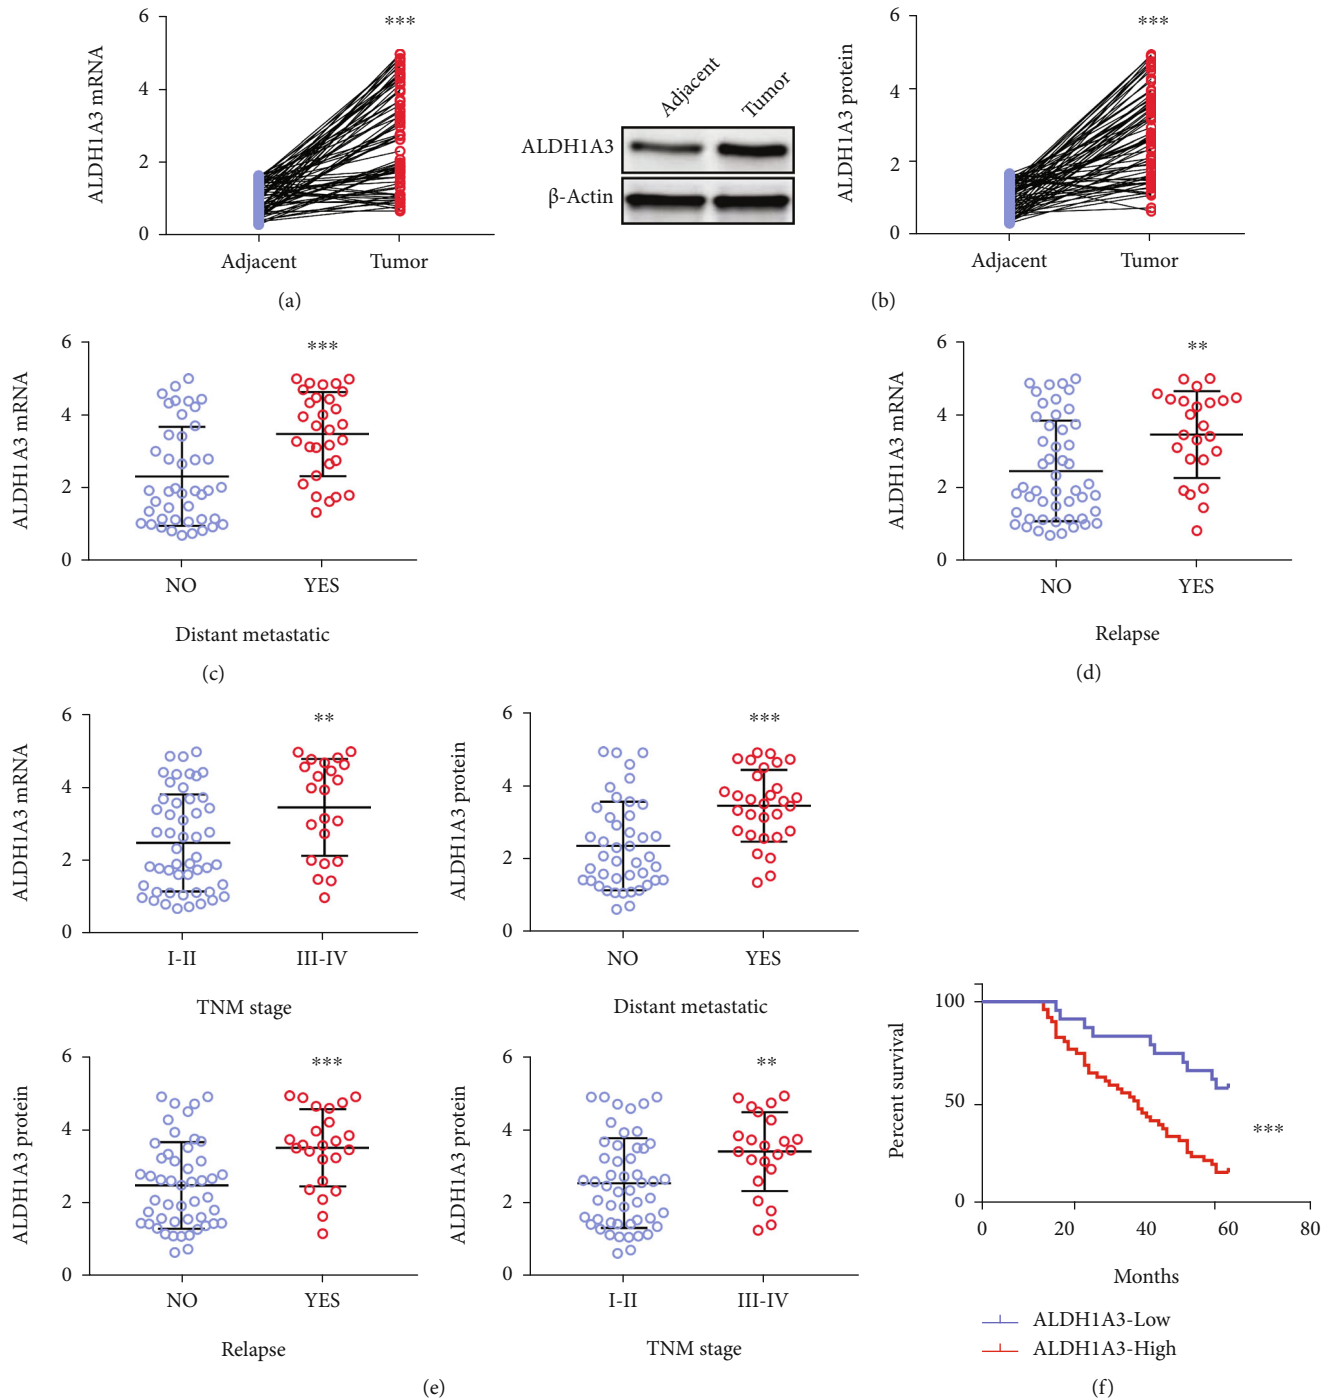 6
4
2
0
ALDH1A3 mRNA
***
Adjacent
Tumor
(a)
Adjacent
Tumor
ALDH1A3
β-Actin
6
4
2
0
ALDH1A3 protein
***
Adjacent
Tumor
(b)
6
4
2
0
ALDH1A3 mRNA
***
NO
YES
Distant metastatic
(c)
6
4
2
0
ALDH1A3 mRNA
**
NO
YES
Relapse
(d)
6
4
2
0
ALDH1A3 mRNA
**
I-II
III-IV
TNM stage
6
4
2
0
ALDH1A3 protein
***
NO
YES
Distant metastatic
6
4
2
0
ALDH1A3 protein
***
NO
YES
Relapse
6
4
2
0
ALDH1A3 protein
**
I-II
III-IV
TNM stage
(e)
100
50
0
Percent survival
***
0
20
40
60
80
Months
ALDH1A3-Low
ALDH1A3-High
(f)